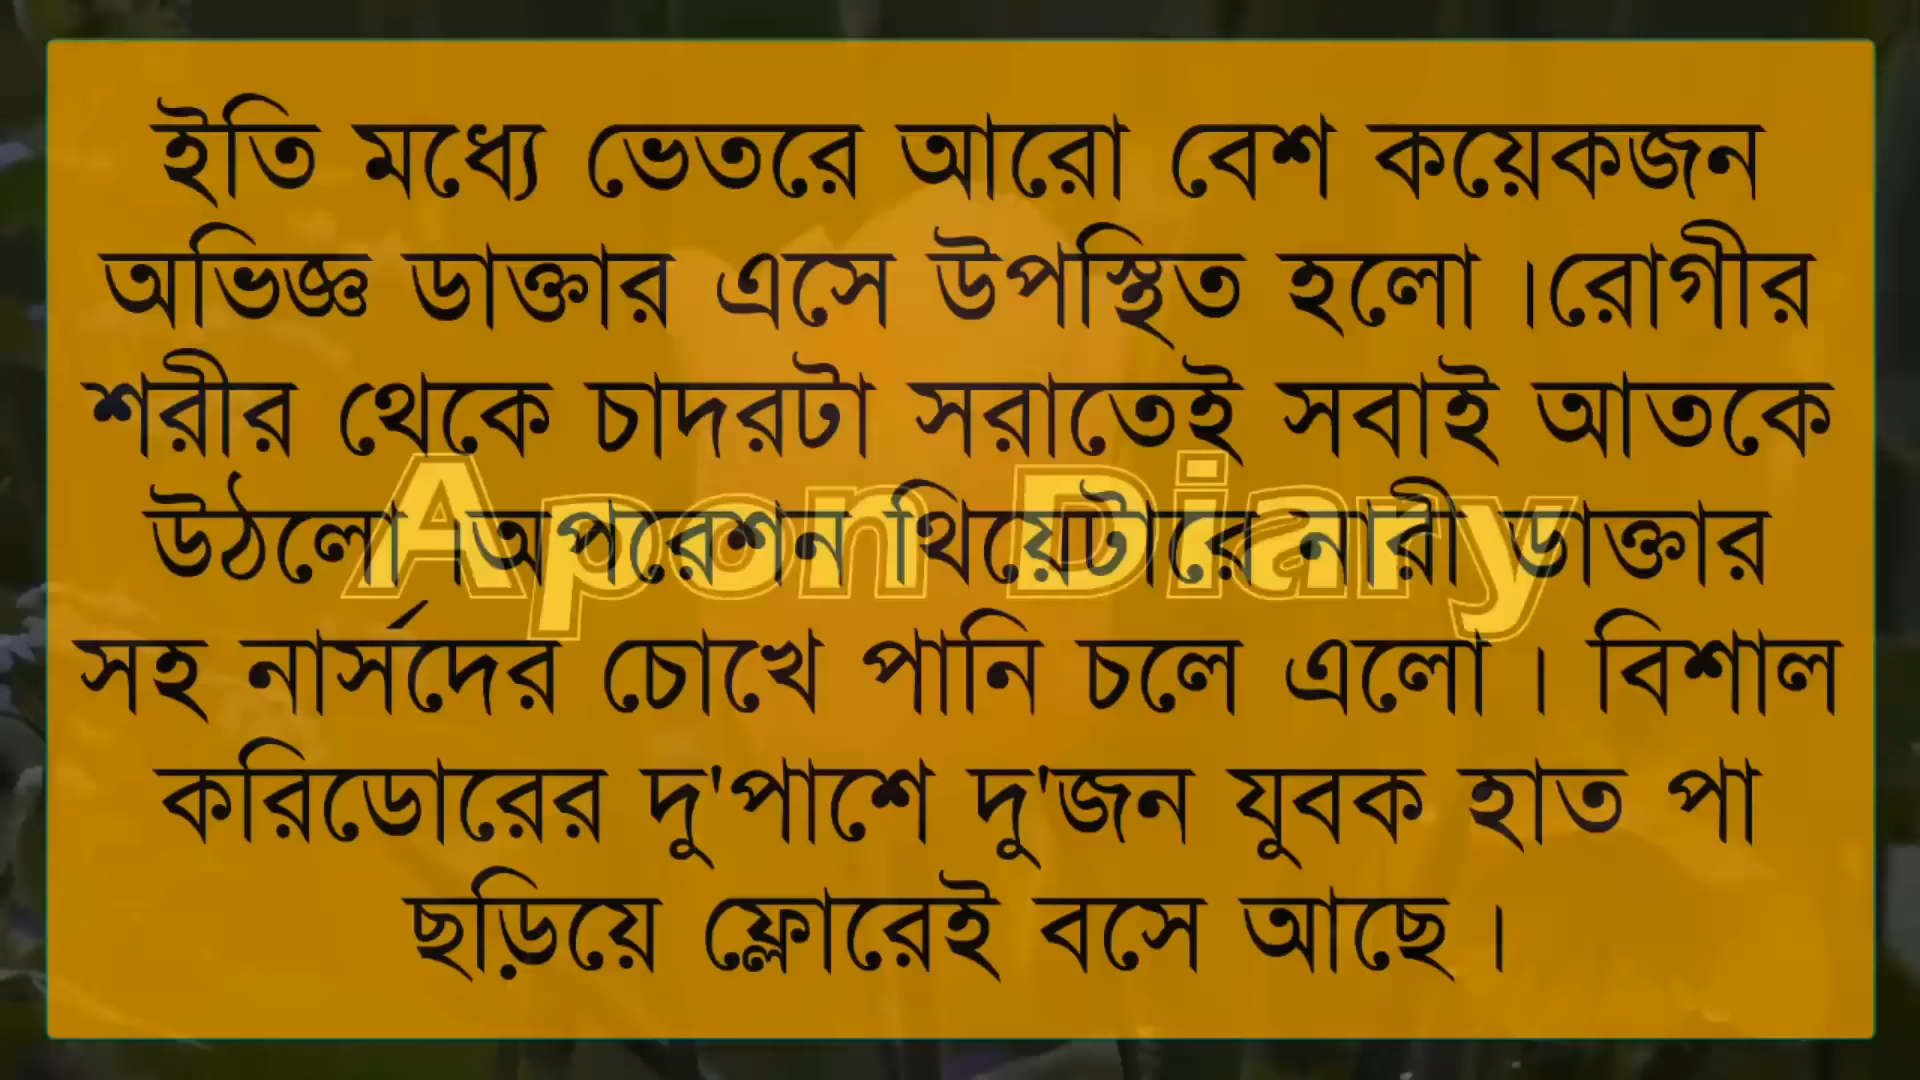 ইতি মধ্যে ভেতরে আরো বেশ কয়েকজন
অভিজ্ঞ ডাক্তার এসে উপস্থিত হলো ।রোগীর
শরীর থেকে চাদরটা সরাতেই সবাই আতকে
উঠলো ।অপরেশন থিয়েটারে নারী ডাক্তার
Apon Diary
সহ নার্সদের চোখে পানি চলে এলো । বিশাল
করিডোরের দু'পাশে দু'জন যুবক হাত পা
ছড়িয়ে ফ্লোরেই বসে আছে ।